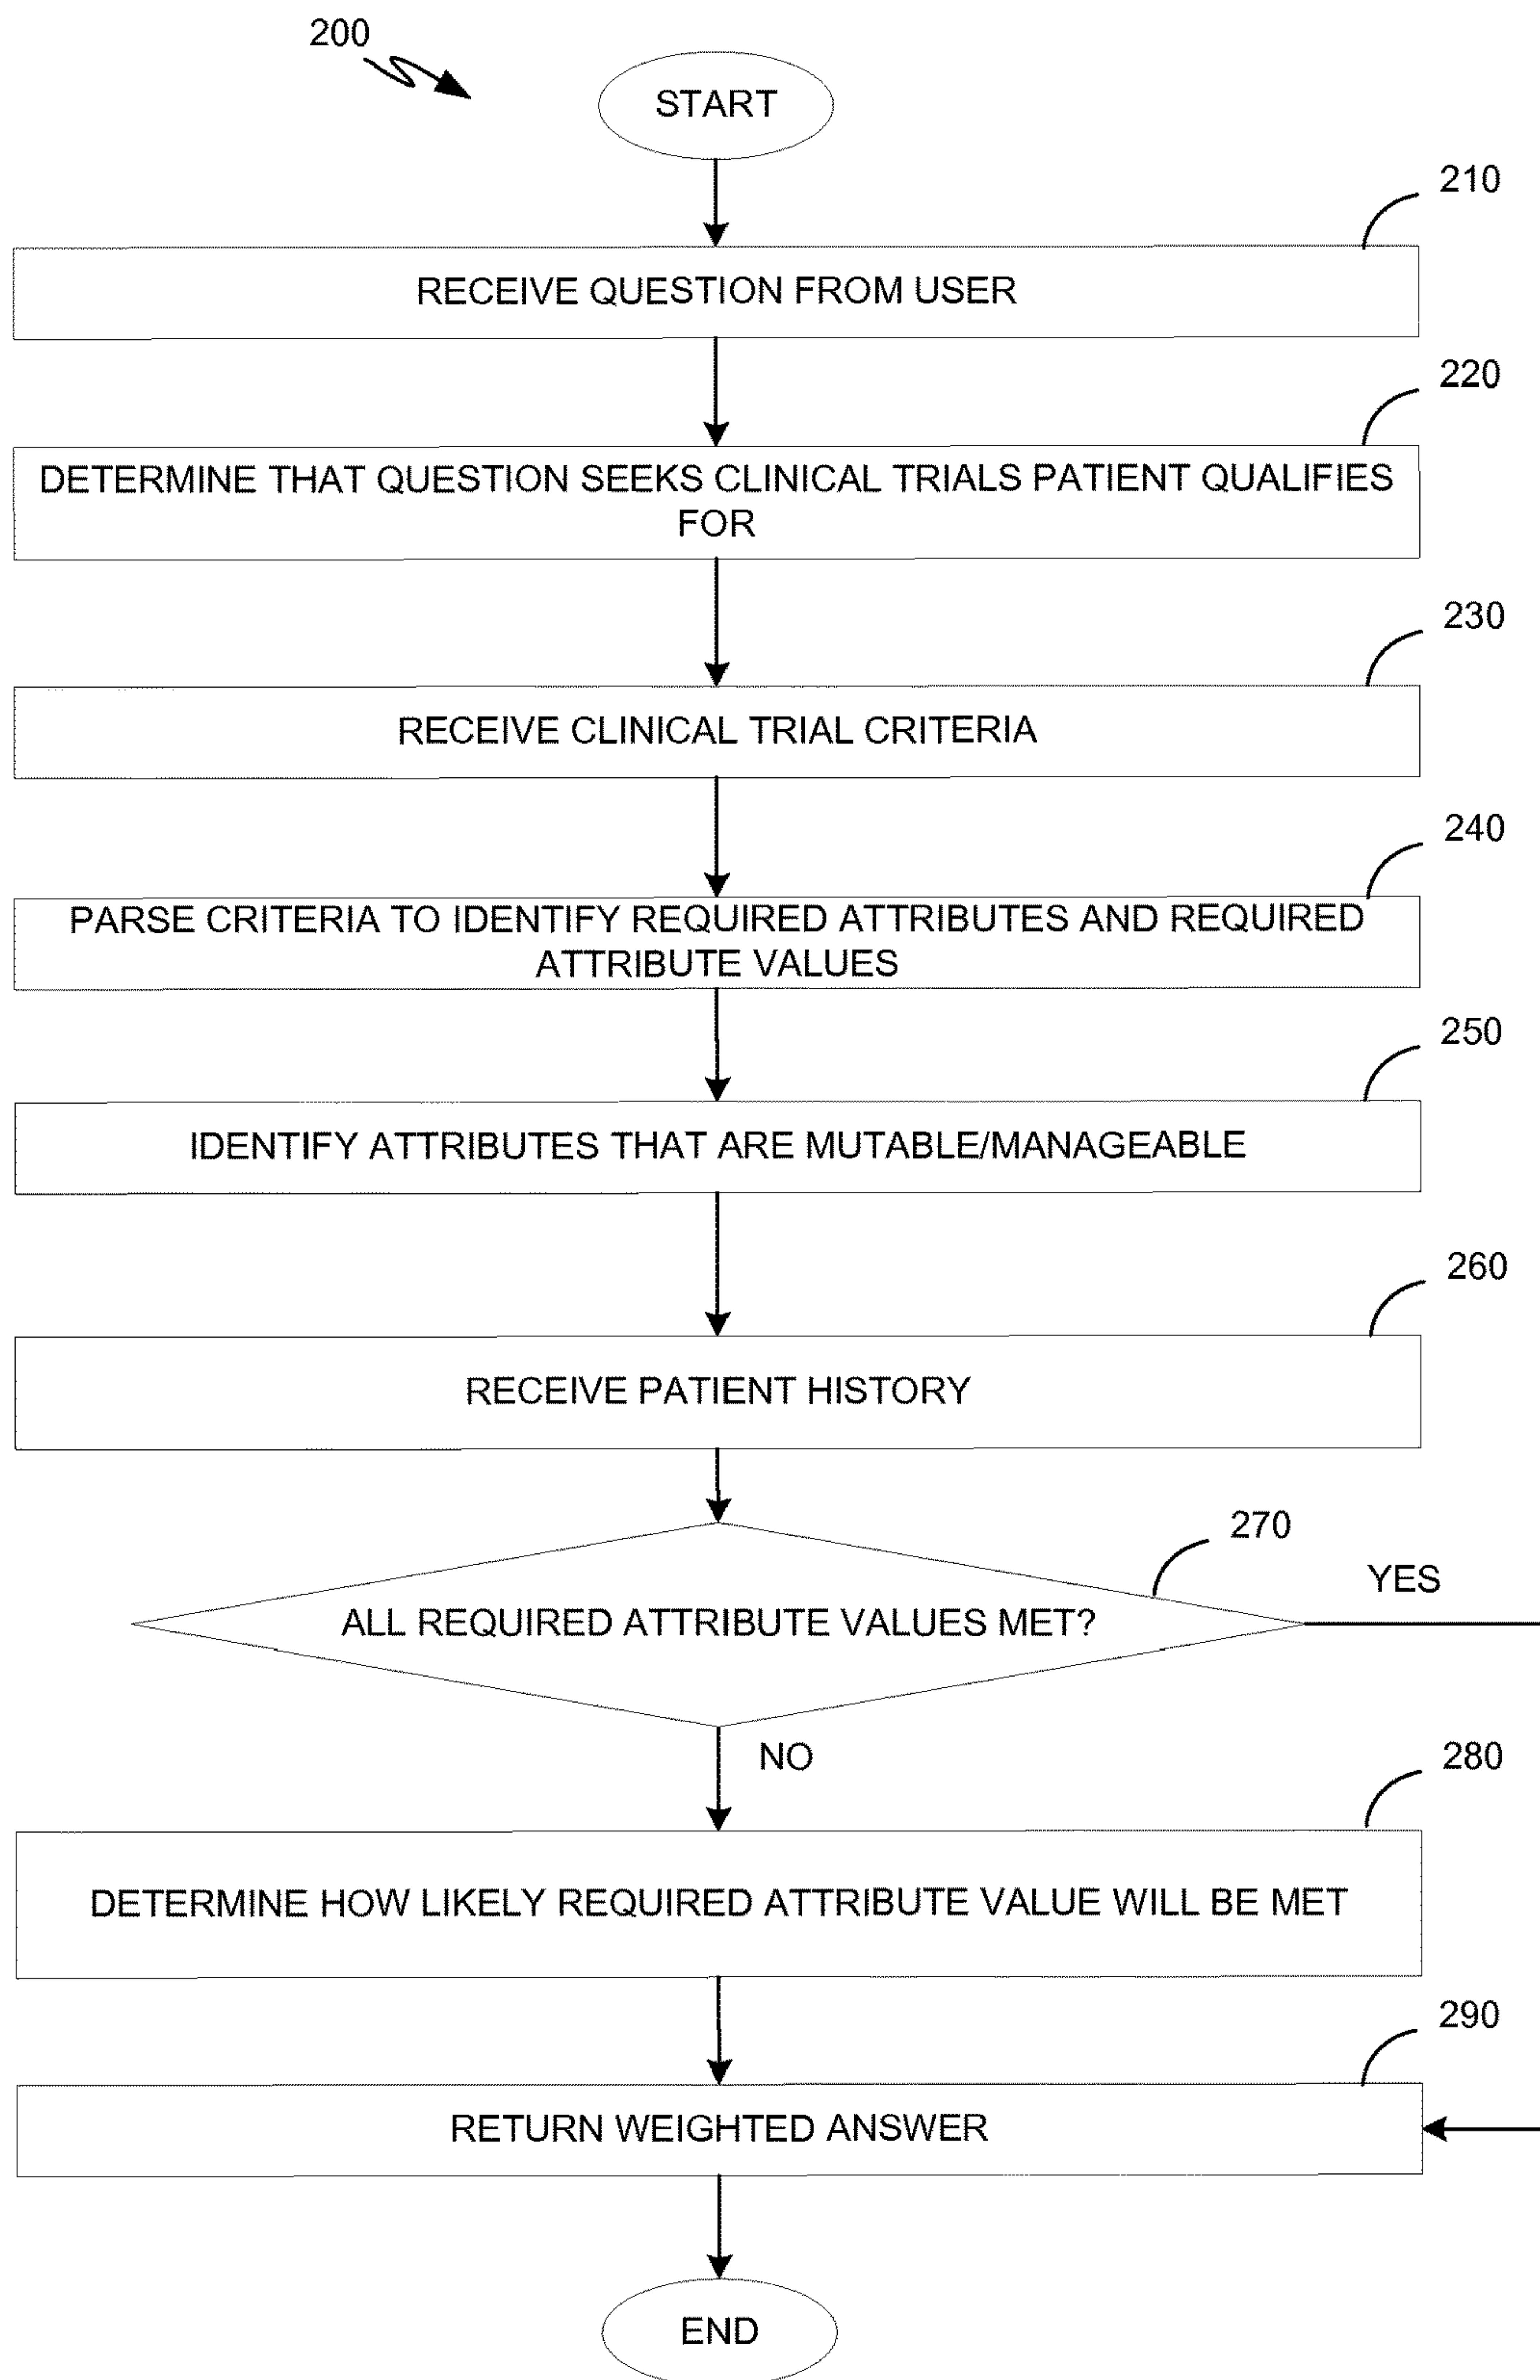 200
START
210
RECEIVE QUESTION FROM USER
220
DETERMINE THAT QUESTION SEEKS CLINICAL TRIALS PATIENT QUALIFIES
FOR
230
RECEIVE CLINICAL TRIAL CRITERIA
240
PARSE CRITERIA TO IDENTIFY REQUIRED ATTRIBUTES AND REQUIRED
ATTRIBUTE VALUES
250
IDENTIFY ATTRIBUTES THAT ARE MUTABLE/MANAGEABLE
260
RECEIVE PATIENT HISTORY
270
YES
ALL REQUIRED ATTRIBUTE VALUES MET?
NO
280
DETERMINE HOW LIKELY REQUIRED ATTRIBUTE VALUE WILL BE MET
290
RETURN WEIGHTED ANSWER
END